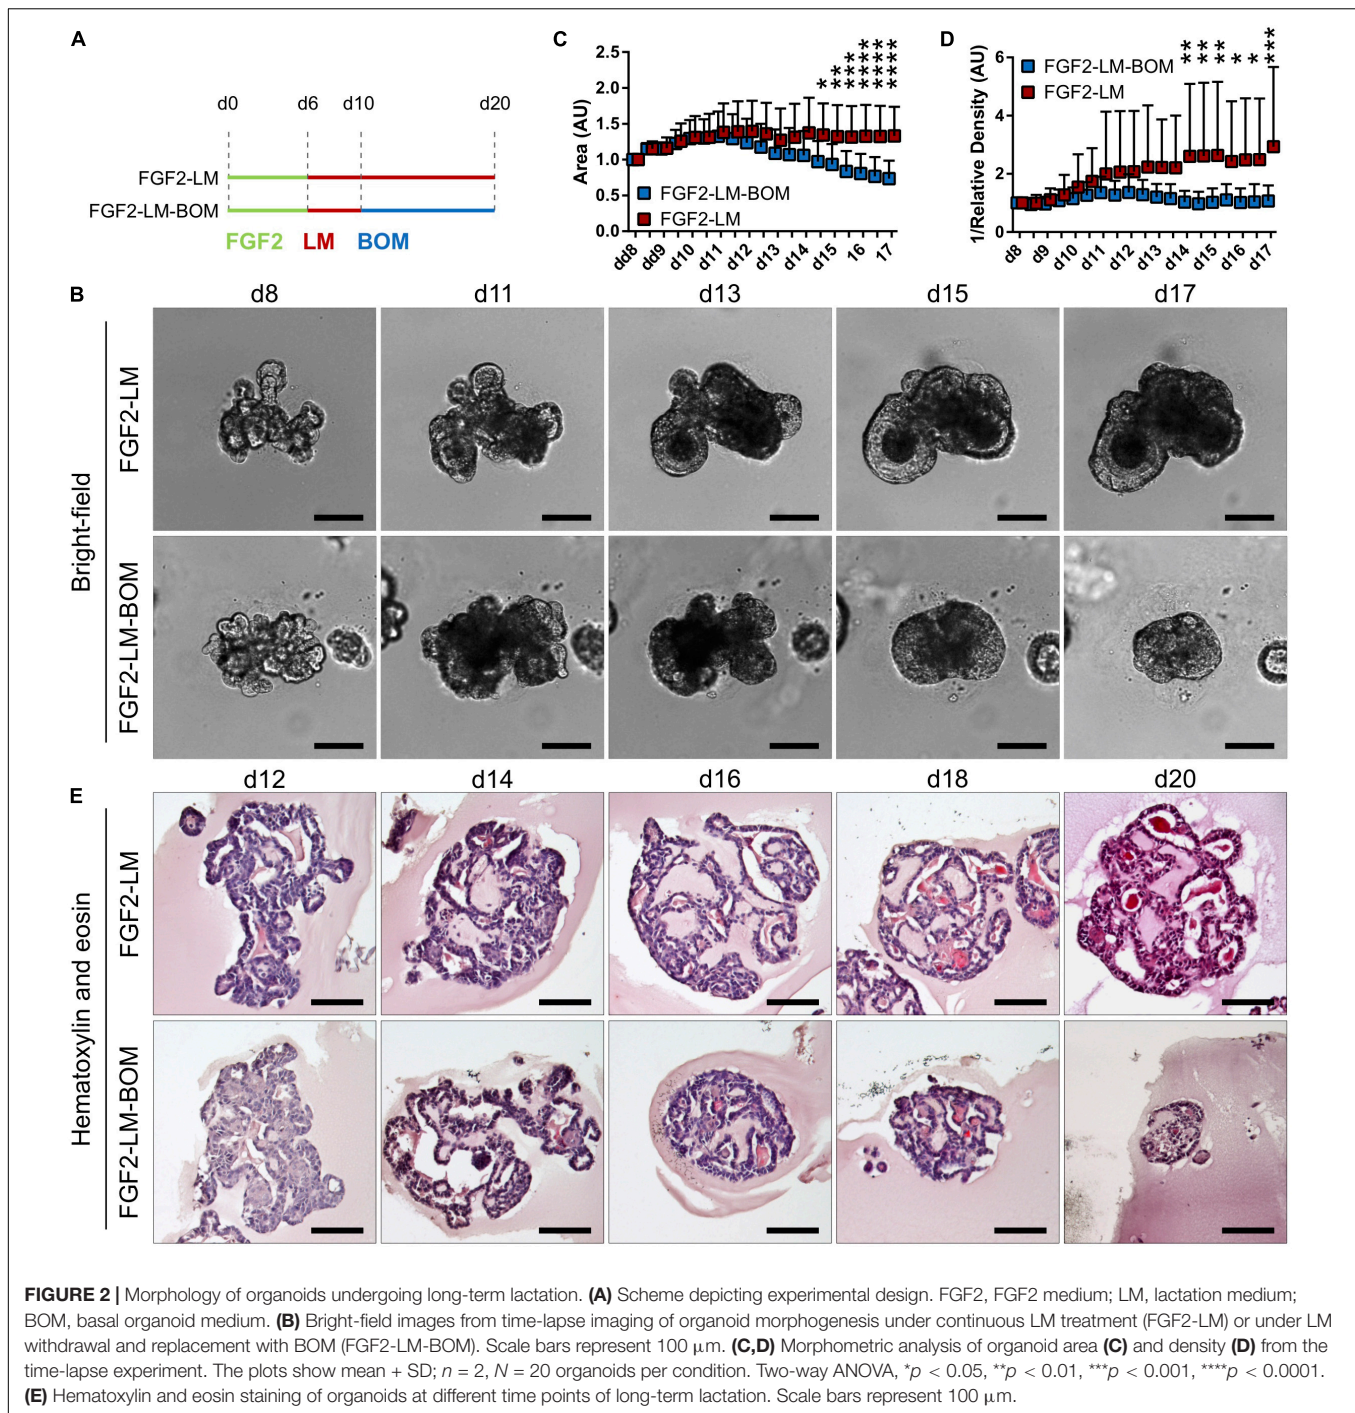 A
d0 d6 d10 d20
FGF2-LM
FGF2-LM-BOM
FGF2 LM BOM
C
**** **** ****
*** *** **
* *
Area (AU)
2.5
2.0
1.5
1.0
0.5
0.0
FGF2-LM-BOM
FGF2-LM
dd8 dd9 d10 d11 d12 d13 d14 d15 16 17
D
** ** ** * * ***
1/Relative Density (AU)
6
4
2
0
FGF2-LM-BOM
FGF2-LM
d8 d9 d10 d11 d12 d13 d14 d15 d16 d17
B
d8 d11 d13 d15 d17
Bright-field
FGF2-LM
FGF2-LM-BOM
E
d12 d14 d16 d18 d20
Hematoxylin and eosin
FGF2-LM
FGF2-LM-BOM
FIGURE 2 | Morphology of organoids undergoing long-term lactation. (A) Scheme depicting experimental design. FGF2, FGF2 medium; LM, lactation medium;
BOM, basal organoid medium. (B) Bright-field images from time-lapse imaging of organoid morphogenesis under continuous LM treatment (FGF2-LM) or under LM
withdrawal and replacement with BOM (FGF2-LM-BOM). Scale bars represent 100 μm. (C,D) Morphometric analysis of organoid area (C) and density (D) from the
time-lapse experiment. The plots show mean + SD; n = 2, N = 20 organoids per condition. Two-way ANOVA, *p < 0.05, **p < 0.01, ***p < 0.001, ****p < 0.0001.
(E) Hematoxylin and eosin staining of organoids at different time points of long-term lactation. Scale bars represent 100 μm.